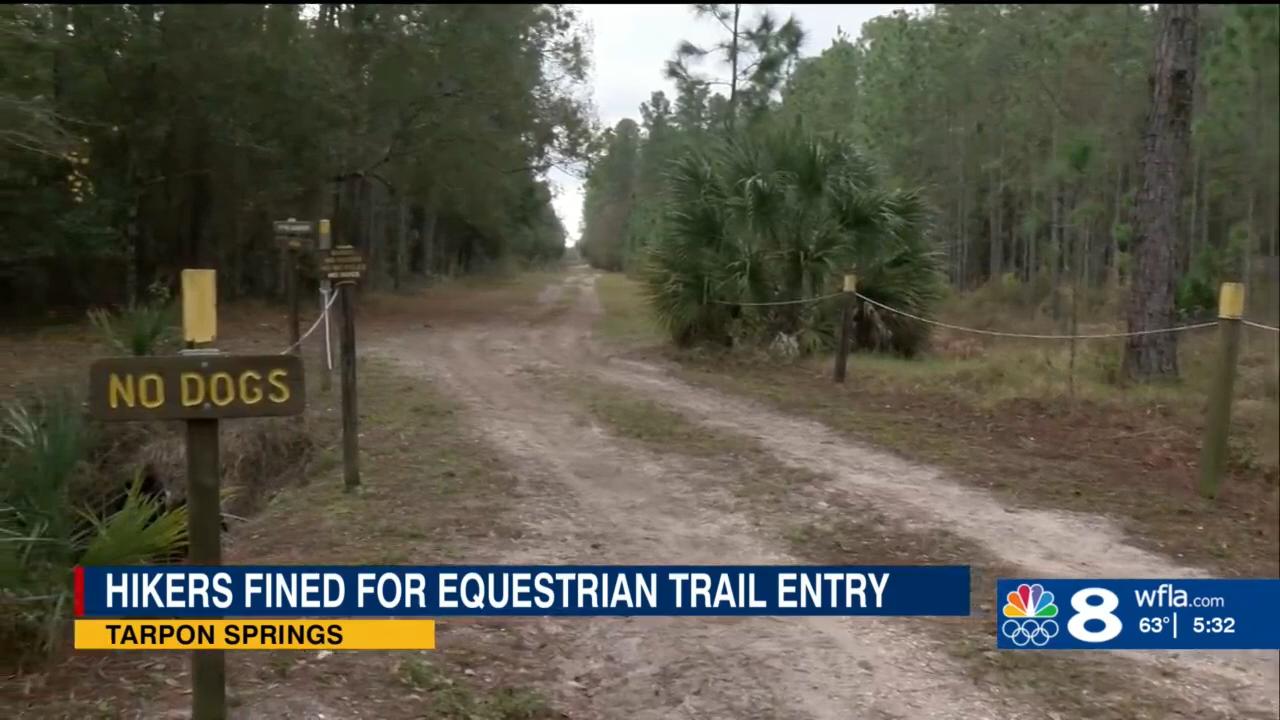 NO DOGS
HIKERS FINED FOR EQUESTRIAN TRAIL ENTRY
TARPON SPRINGS
8
wfla.com
63° | 5:32